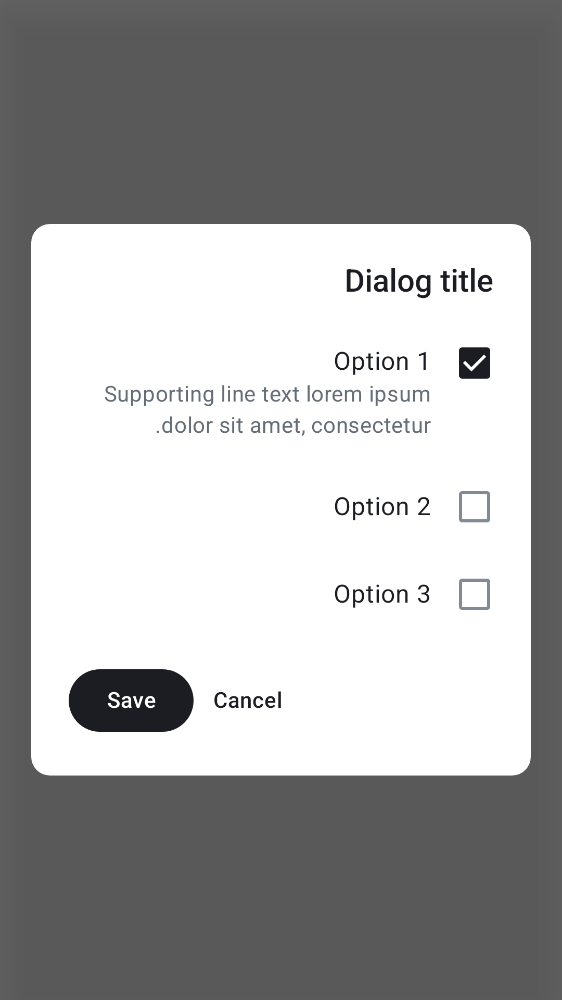 Dialog title
Option 1
Supporting line text lorem ipsum
.dolor sit amet, consectetur
Option 2
Option 3
Save
Cancel